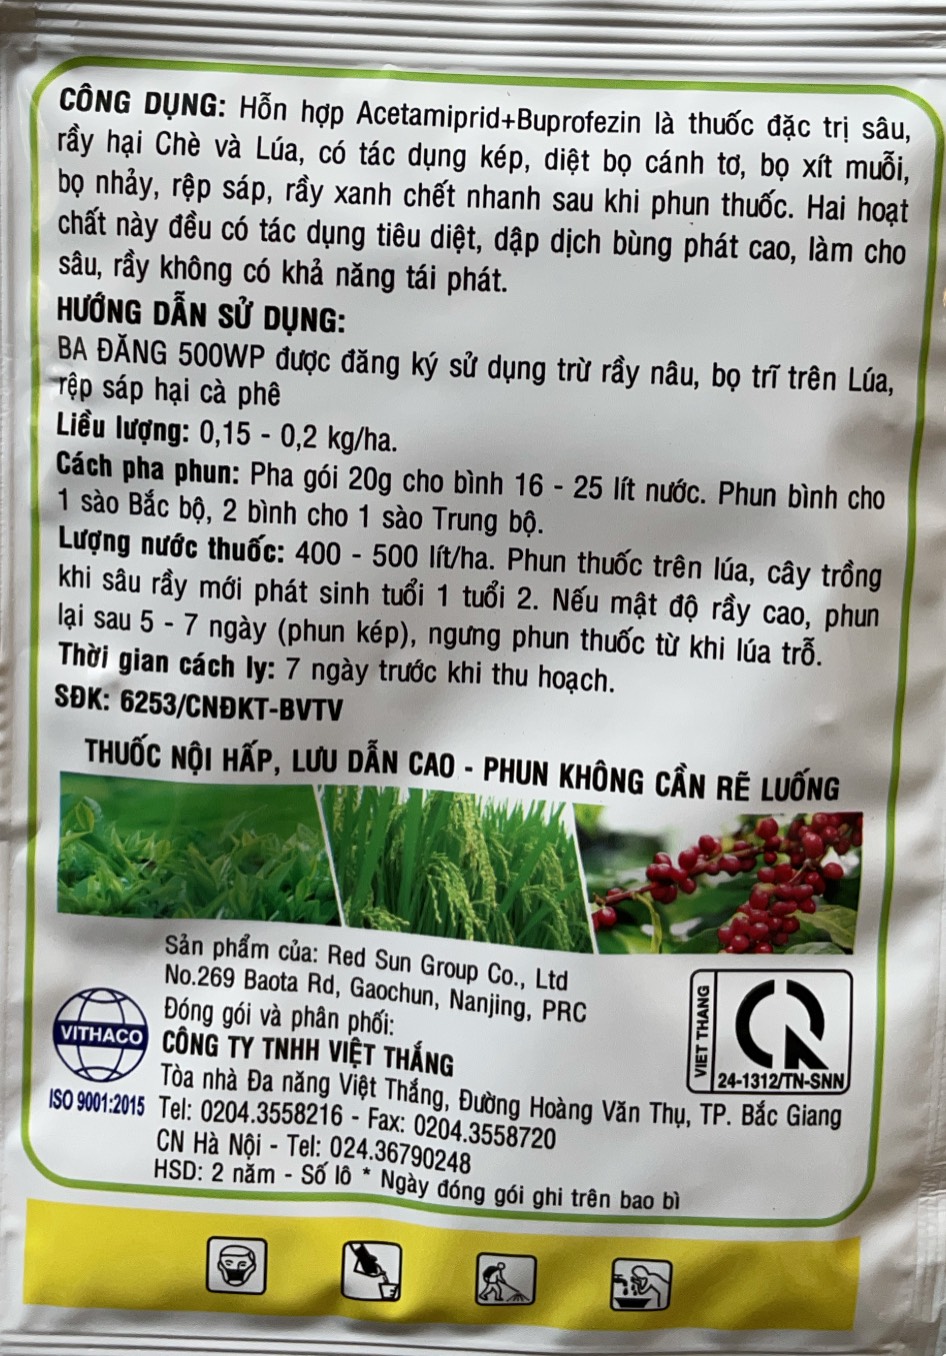 CÔNG DỤNG: Hỗn hợp Acetamiprid+Buprofezin là thuốc đặc trị sâu,
rầy hại Chè và Lúa, có tác dụng kép, diệt bọ cánh tơ, bọ xít muỗi,
bọ nhảy, rệp sáp, rầy xanh chết nhanh sau khi phun thuốc. Hai hoạt
chất này đều có tác dụng tiêu diệt, dập dịch bùng phát cao, làm cho
sâu, rầy không có khả năng tái phát.
HƯỚNG DẪN SỬ DỤNG:
BA ĐĂNG 500WP được đăng ký sử dụng trừ rầy nâu, bọ trĩ trên Lúa,
rệp sáp hại cà phê
Liều lượng: 0,15 - 0,2 kg/ha.
Cách pha phun: Pha gói 20g cho bình 16 - 25 lít nước. Phun bình cho
1 sào Bắc bộ, 2 bình cho 1 sào Trung bộ.
Lượng nước thuốc: 400 - 500 lít/ha. Phun thuốc trên lúa, cây trồng
khi sâu rầy mới phát sinh tuổi 1 tuổi 2. Nếu mật độ rầy cao, phun
lại sau 5 - 7 ngày (phun kép), ngưng phun thuốc từ khi lúa trỗ.
Thời gian cách ly: 7 ngày trước khi thu hoạch.
SĐK: 6253/CNĐKT-BVTV
THUỐC NỘI HẤP, LƯU DẪN CAO - PHUN KHÔNG CẦN RẼ LUỐNG
Sản phẩm của: Red Sun Group Co., Ltd
No.269 Baota Rd, Gaochun, Nanjing, PRC
Đóng gói và phân phối:
CÔNG TY TNHH VIỆT THẮNG
Tòa nhà Đa năng Việt Thắng, Đường Hoàng Văn Thụ, TP. Bắc Giang
Tel: 0204.3558216 - Fax: 0204.3558720
CN Hà Nội - Tel: 024.36790248
HSD: 2 năm - Số lô * Ngày đóng gói ghi trên bao bì
VITHACO
ISO 9001:2015
VIET THANG
24-1312/TN-SNN